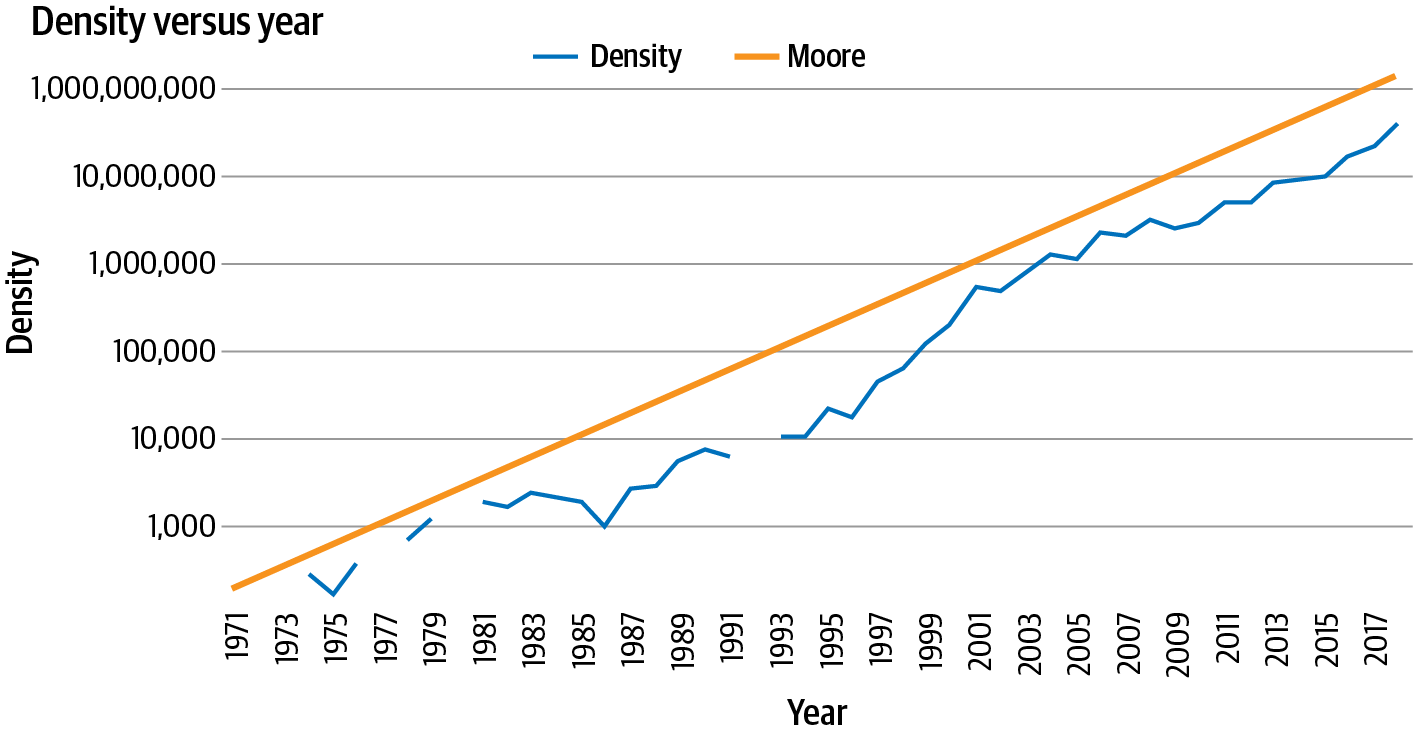 Density versus year
Density Moore
1,000,000,000
10,000,000
1,000,000
100,000
10,000
1,000
Density
1971 1973 1975 1977 1979 1981 1983 1985 1987 1989 1991 1993 1995 1997 1999 2001 2003 2005 2007 2009 2011 2013 2015 2017
Year